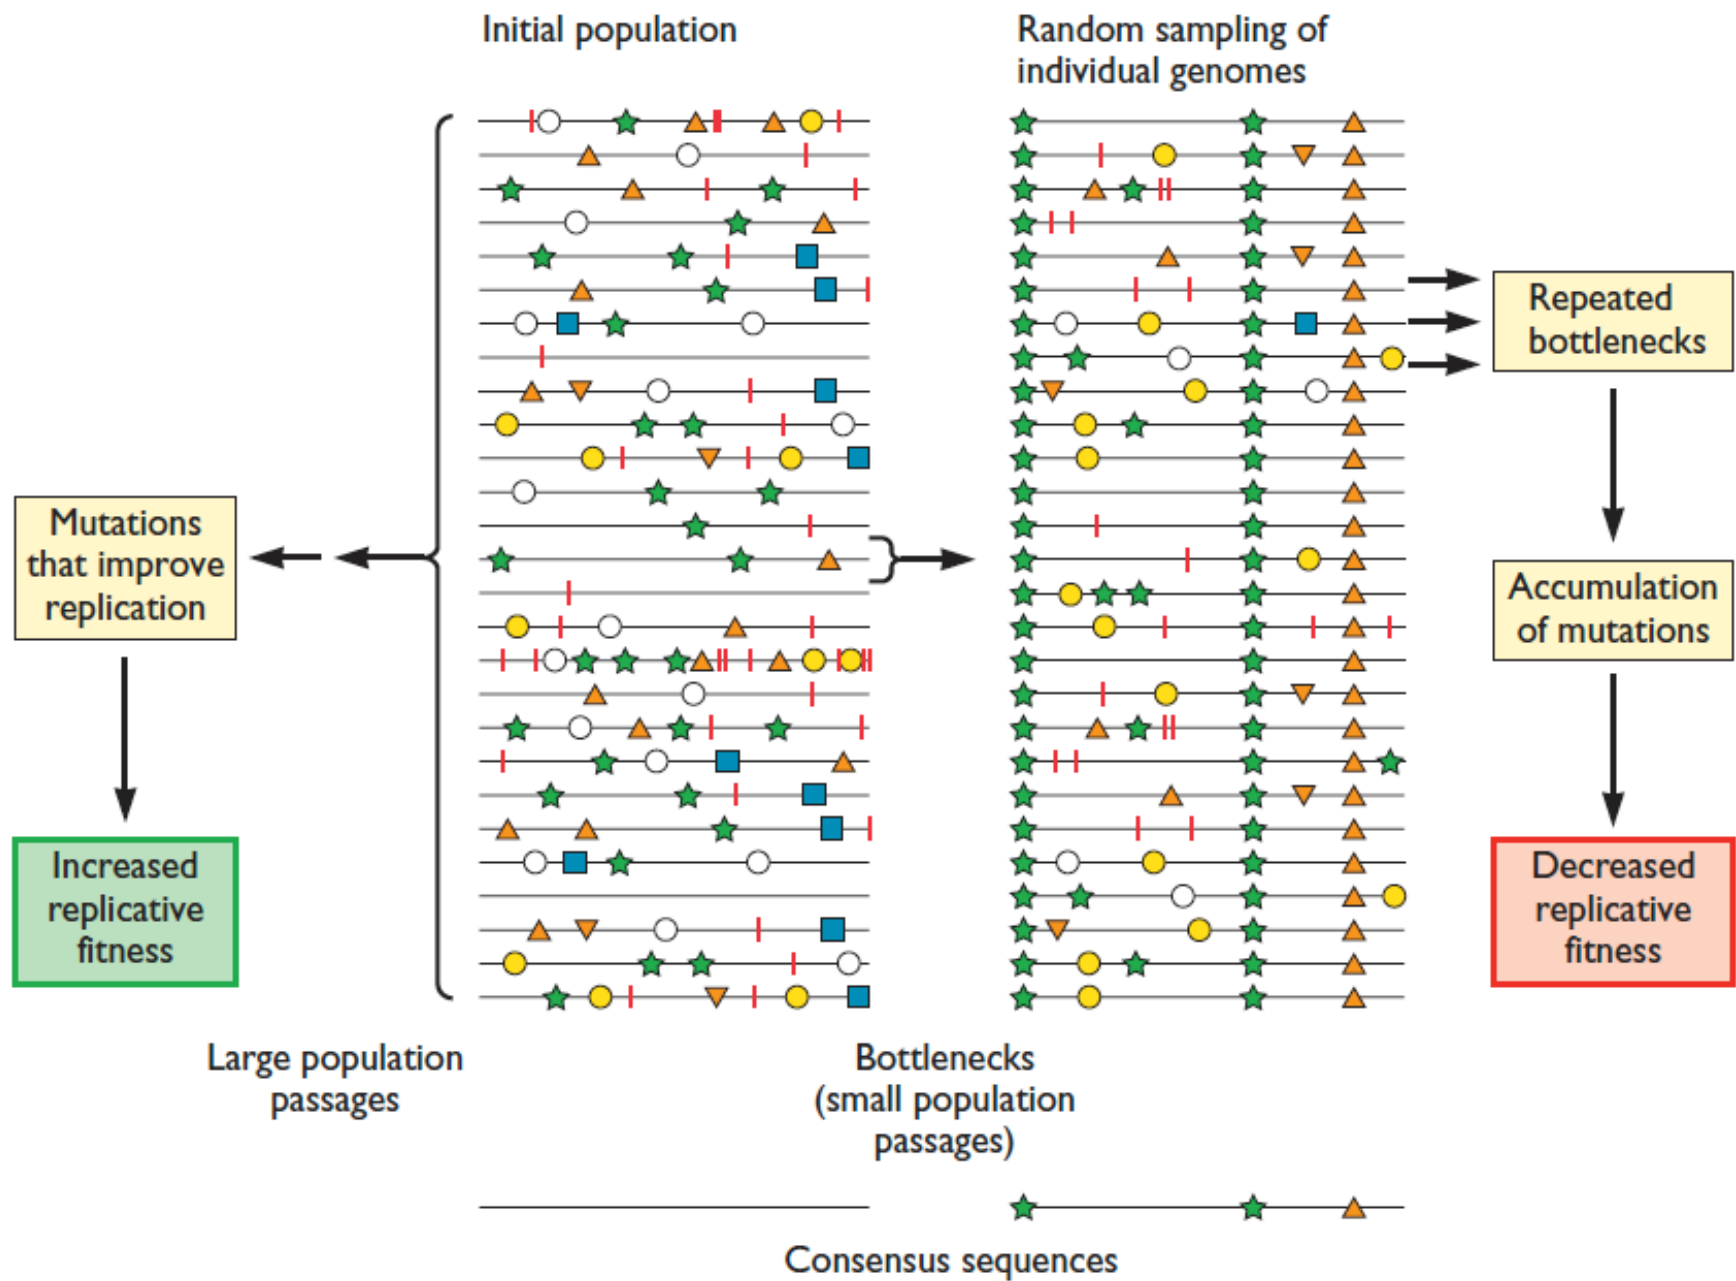 Initial population
Random sampling of
individual genomes
Repeated
bottlenecks
Mutations
that improve
replication
Accumulation
of mutations
Increased
replicative
fitness
Decreased
replicative
fitness
Large population
passages
Bottlenecks
(small population
passages)
Consensus sequences